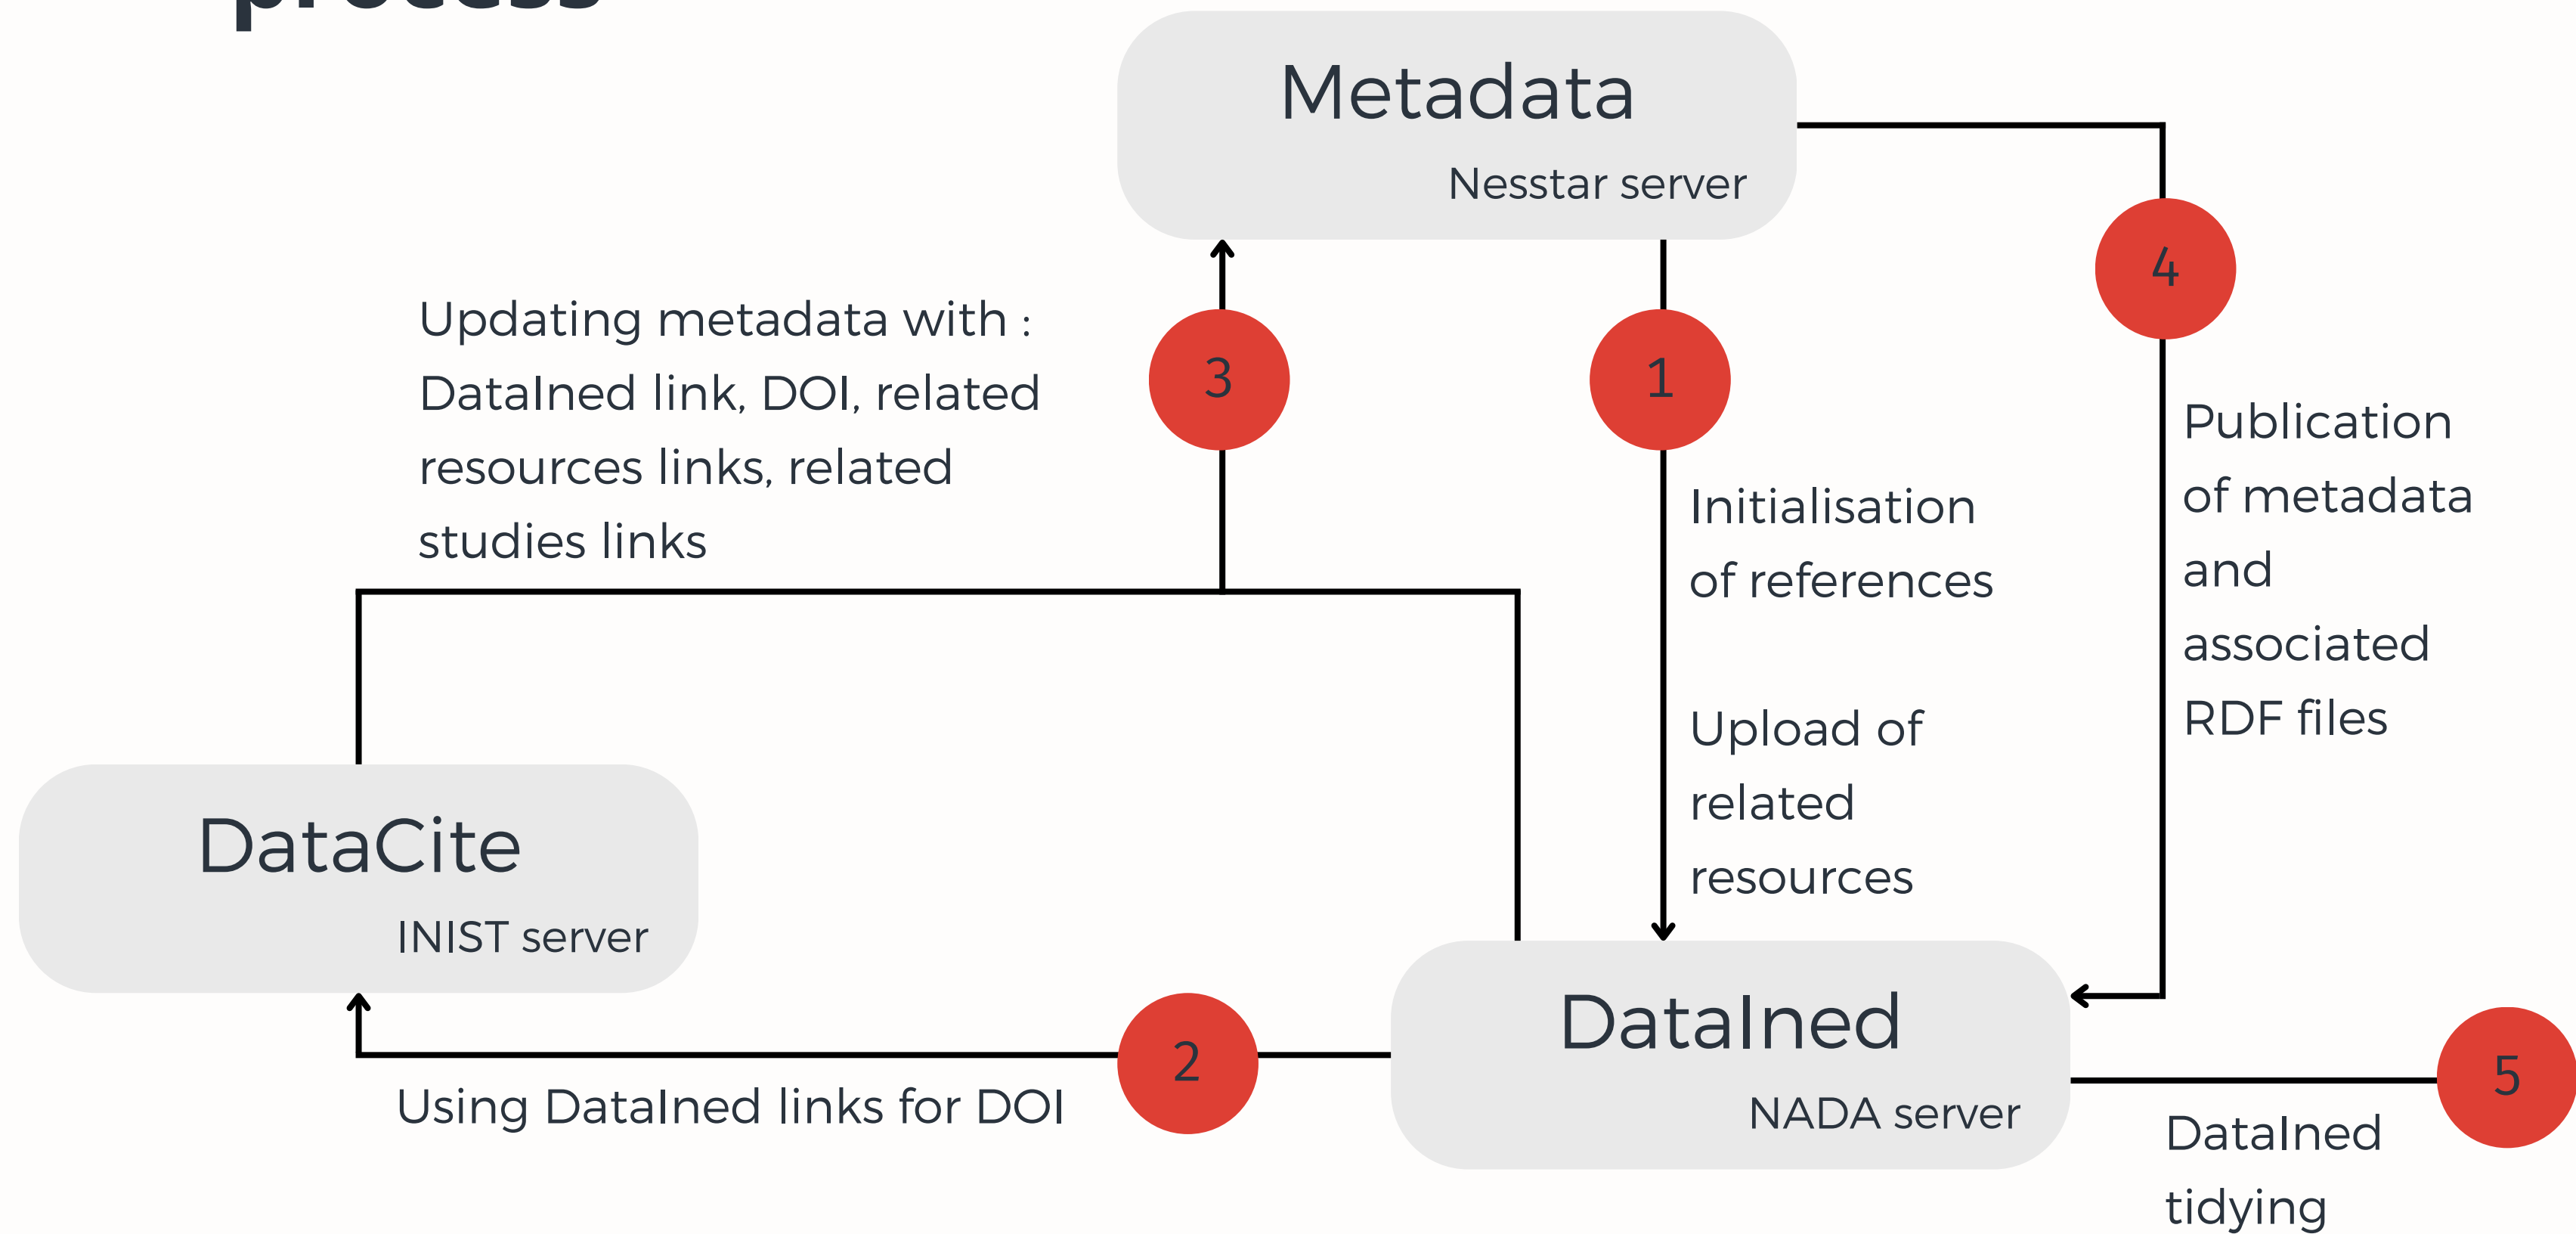 process
Metadata
Nesstar server
4
Updating metadata with :
DataIned link, DOI, related
resources links, related
studies links
3
1
Initialisation
of references
Upload of
related
resources
Publication
of metadata
and
associated
RDF files
DataCite
INIST server
DataIned
NADA server
2
Using DataIned links for DOI
5
DataIned
tidying